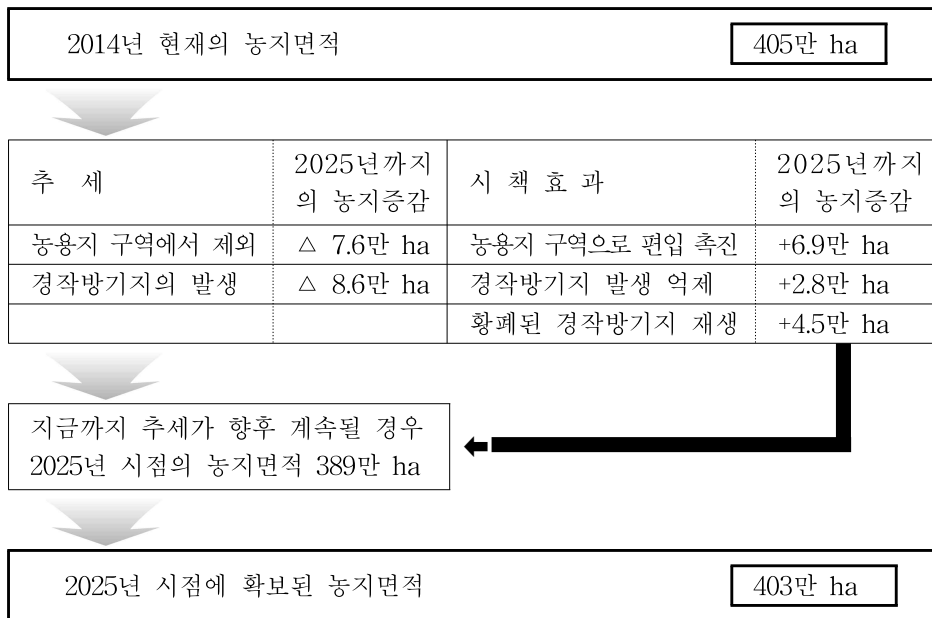 2014년 현재의 농지면적 405만 ha
추 세
2025년까지
의 농지증감
시 책 효 과
2025년까지
의 농지증감
농용지 구역에서 제외 △ 7.6만 ha 농용지 구역으로 편입 촉진 +6.9만 ha
경작방기지의 발생 △ 8.6만 ha 경작방기지 발생 억제 +2.8만 ha
황폐된 경작방기지 재생 +4.5만 ha
지금까지 추세가 향후 계속될 경우
2025년 시점의 농지면적 389만 ha
2025년 시점에 확보된 농지면적 403만 ha